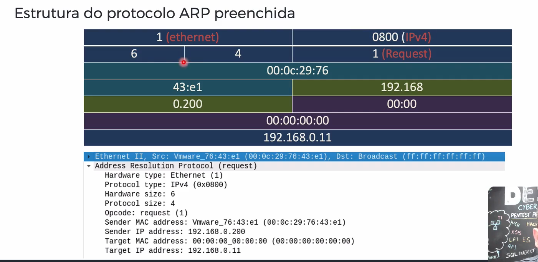 Estrutura do protocolo ARP preenchida
1 (ethernet) 0800 (IPv4)
6 4 1 (Request)
00:0c:29:76
43:e1 192.168
0.200 00:00
00:00:00:00
192.168.0.11
Ethernet II, Src: Vmware_76:43:e1 (00:0c:29:76:43:e1), Dst: Broadcast (ff:ff:ff:ff:ff:ff)
Address Resolution Protocol (request)
Hardware type: Ethernet (1)
Protocol type: IPv4 (0x0800)
Hardware size: 6
Protocol size: 4
Opcode: request (1)
Sender MAC address: Vmware_76:43:e1 (00:0c:29:76:43:e1)
Sender IP address: 192.168.0.200
Target MAC address: 00:00:00_00:00:00 (00:00:00:00:00:00)
Target IP address: 192.168.0.11
DE
CYBER